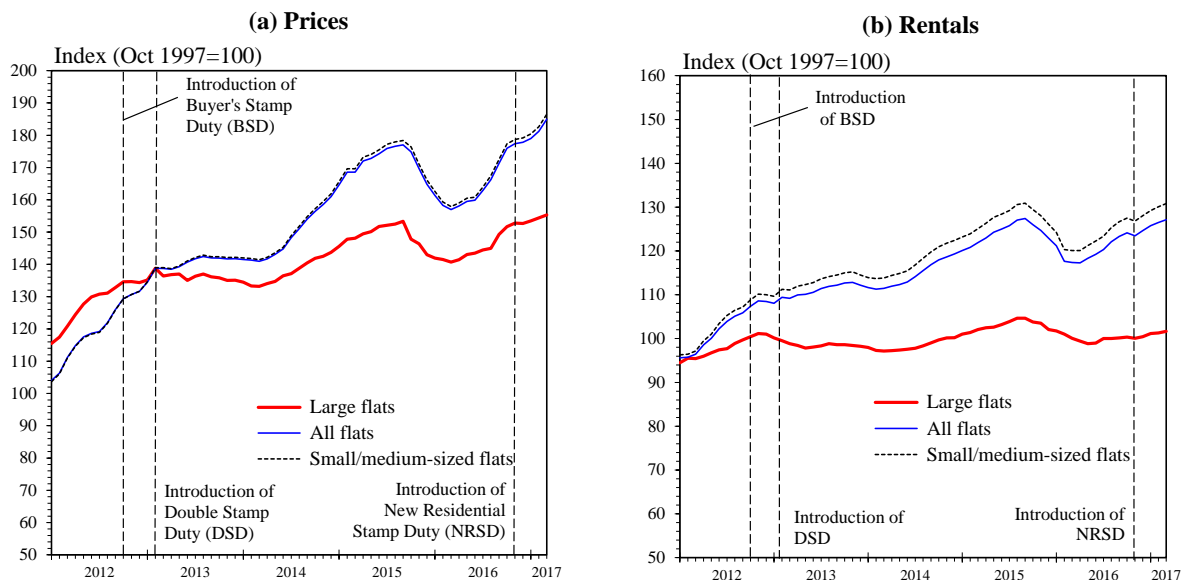 (a) Prices
Index (Oct 1997=100)
200
190
180
170
160
150
140
130
120
110
100
90
80
70
60
50
Introduction of
Buyer's Stamp
Duty (BSD)
Large flats
All flats
Small/medium-sized flats
Introduction of
Double Stamp
Duty (DSD)
Introduction of
New Residential
Stamp Duty (NRSD)
2012 2013 2014 2015 2016 2017
(b) Rentals
Index (Oct 1997=100)
160
150
140
130
120
110
100
90
80
70
60
50
Introduction
of BSD
Large flats
All flats
Small/medium-sized flats
Introduction of
DSD
Introduction of
NRSD
2012 2013 2014 2015 2016 2017